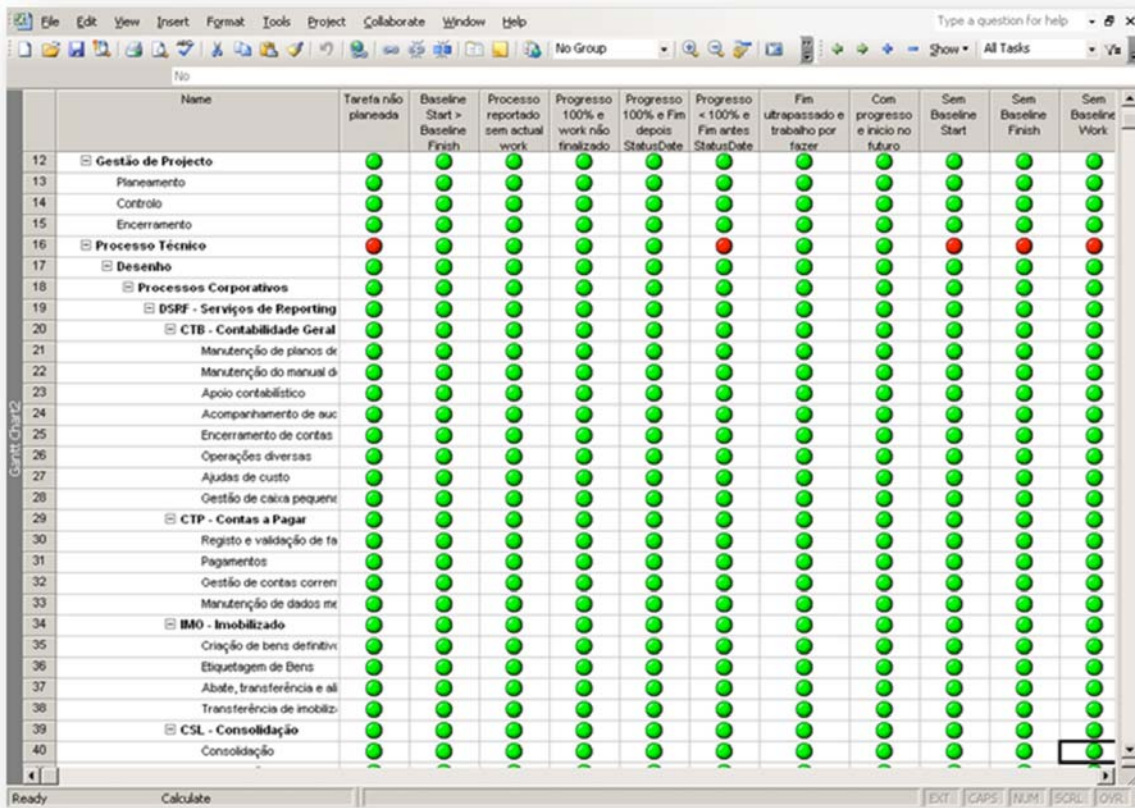 File Edit View Insert Format Tools Project Collaborate Window Help Type a question for help
No Group Show All Tasks
No
Name
Tarefa não planeada
Baseline Start > Baseline Finish
Processo reportado sem actual work
Progresso 100% e work não finalizado
Progresso 100% e Fim depois StatusDate
Progresso < 100% e Fim antes StatusDate
Fim ultrapassado e trabalho por fazer
Com progresso e inicio no futuro
Sem Baseline Start
Sem Baseline Finish
Sem Baseline Work
12 Gestão de Projecto
13 Planeamento
14 Controlo
15 Encerramento
16 Processo Técnico
17 Desenho
18 Processos Corporativos
19 DSRF - Serviços de Reporting
20 CTB - Contabilidade Geral
21 Manutenção de planos de
22 Manutenção do manual d
23 Apoio contabilístico
24 Acompanhamento de auc
25 Encerramento de contas
26 Operações diversas
27 Ajudas de custo
28 Gestão de caixa pequen
29 CTP - Contas a Pagar
30 Registo e validação de fa
31 Pagamentos
32 Gestão de contas corren
33 Manutenção de dados me
34 IMO - Imobilizado
35 Criação de bens definitiv
36 Etiquetagem de Bens
37 Abate, transferência e ali
38 Transferência de imobiliz
39 CSL - Consolidação
40 Consolidação
Gantt Chart2
Ready Calculate EXT CAPS NUM SCRL OVR